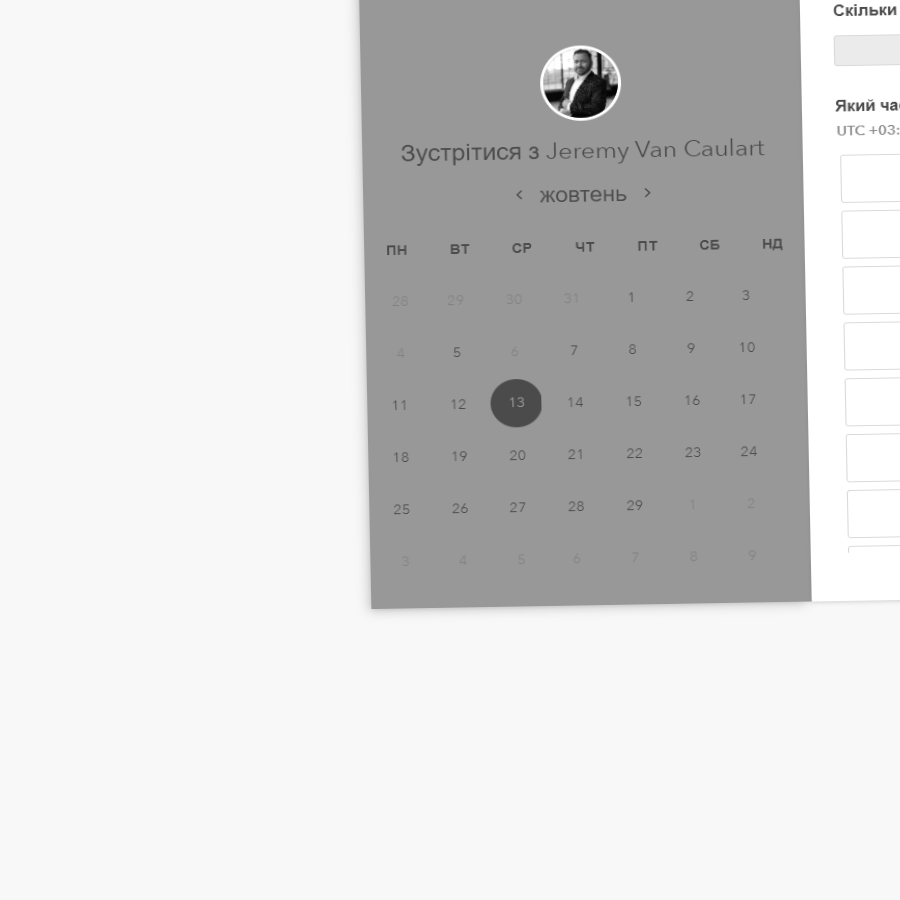 Зустрітися з Jeremy Van Caulart
< жовтень >
ПН ВТ СР ЧТ ПТ СБ НД
28 29 30 31 1 2 3
4 5 6 7 8 9 10
11 12 13 14 15 16 17
18 19 20 21 22 23 24
25 26 27 28 29 1 2
3 4 5 6 7 8 9
Скільки
Який
UTC +03: